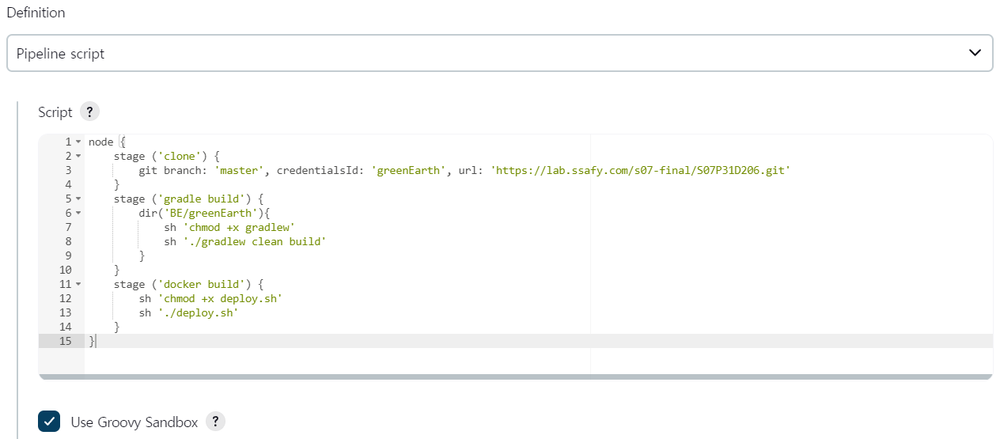 Definition
Pipeline script
Script ?
1 node {
2     stage ('clone') {
3         git branch: 'master', credentialsId: 'greenEarth', url: 'https://lab.ssafy.com/s07-final/S07P31D206.git'
4     }
5     stage ('gradle build') {
6         dir('BE/greenEarth'){
7             sh 'chmod +x gradlew'
8             sh './gradlew clean build'
9         }
10     }
11     stage ('docker build') {
12         sh 'chmod +x deploy.sh'
13         sh './deploy.sh'
14     }
15 }
Use Groovy Sandbox ?